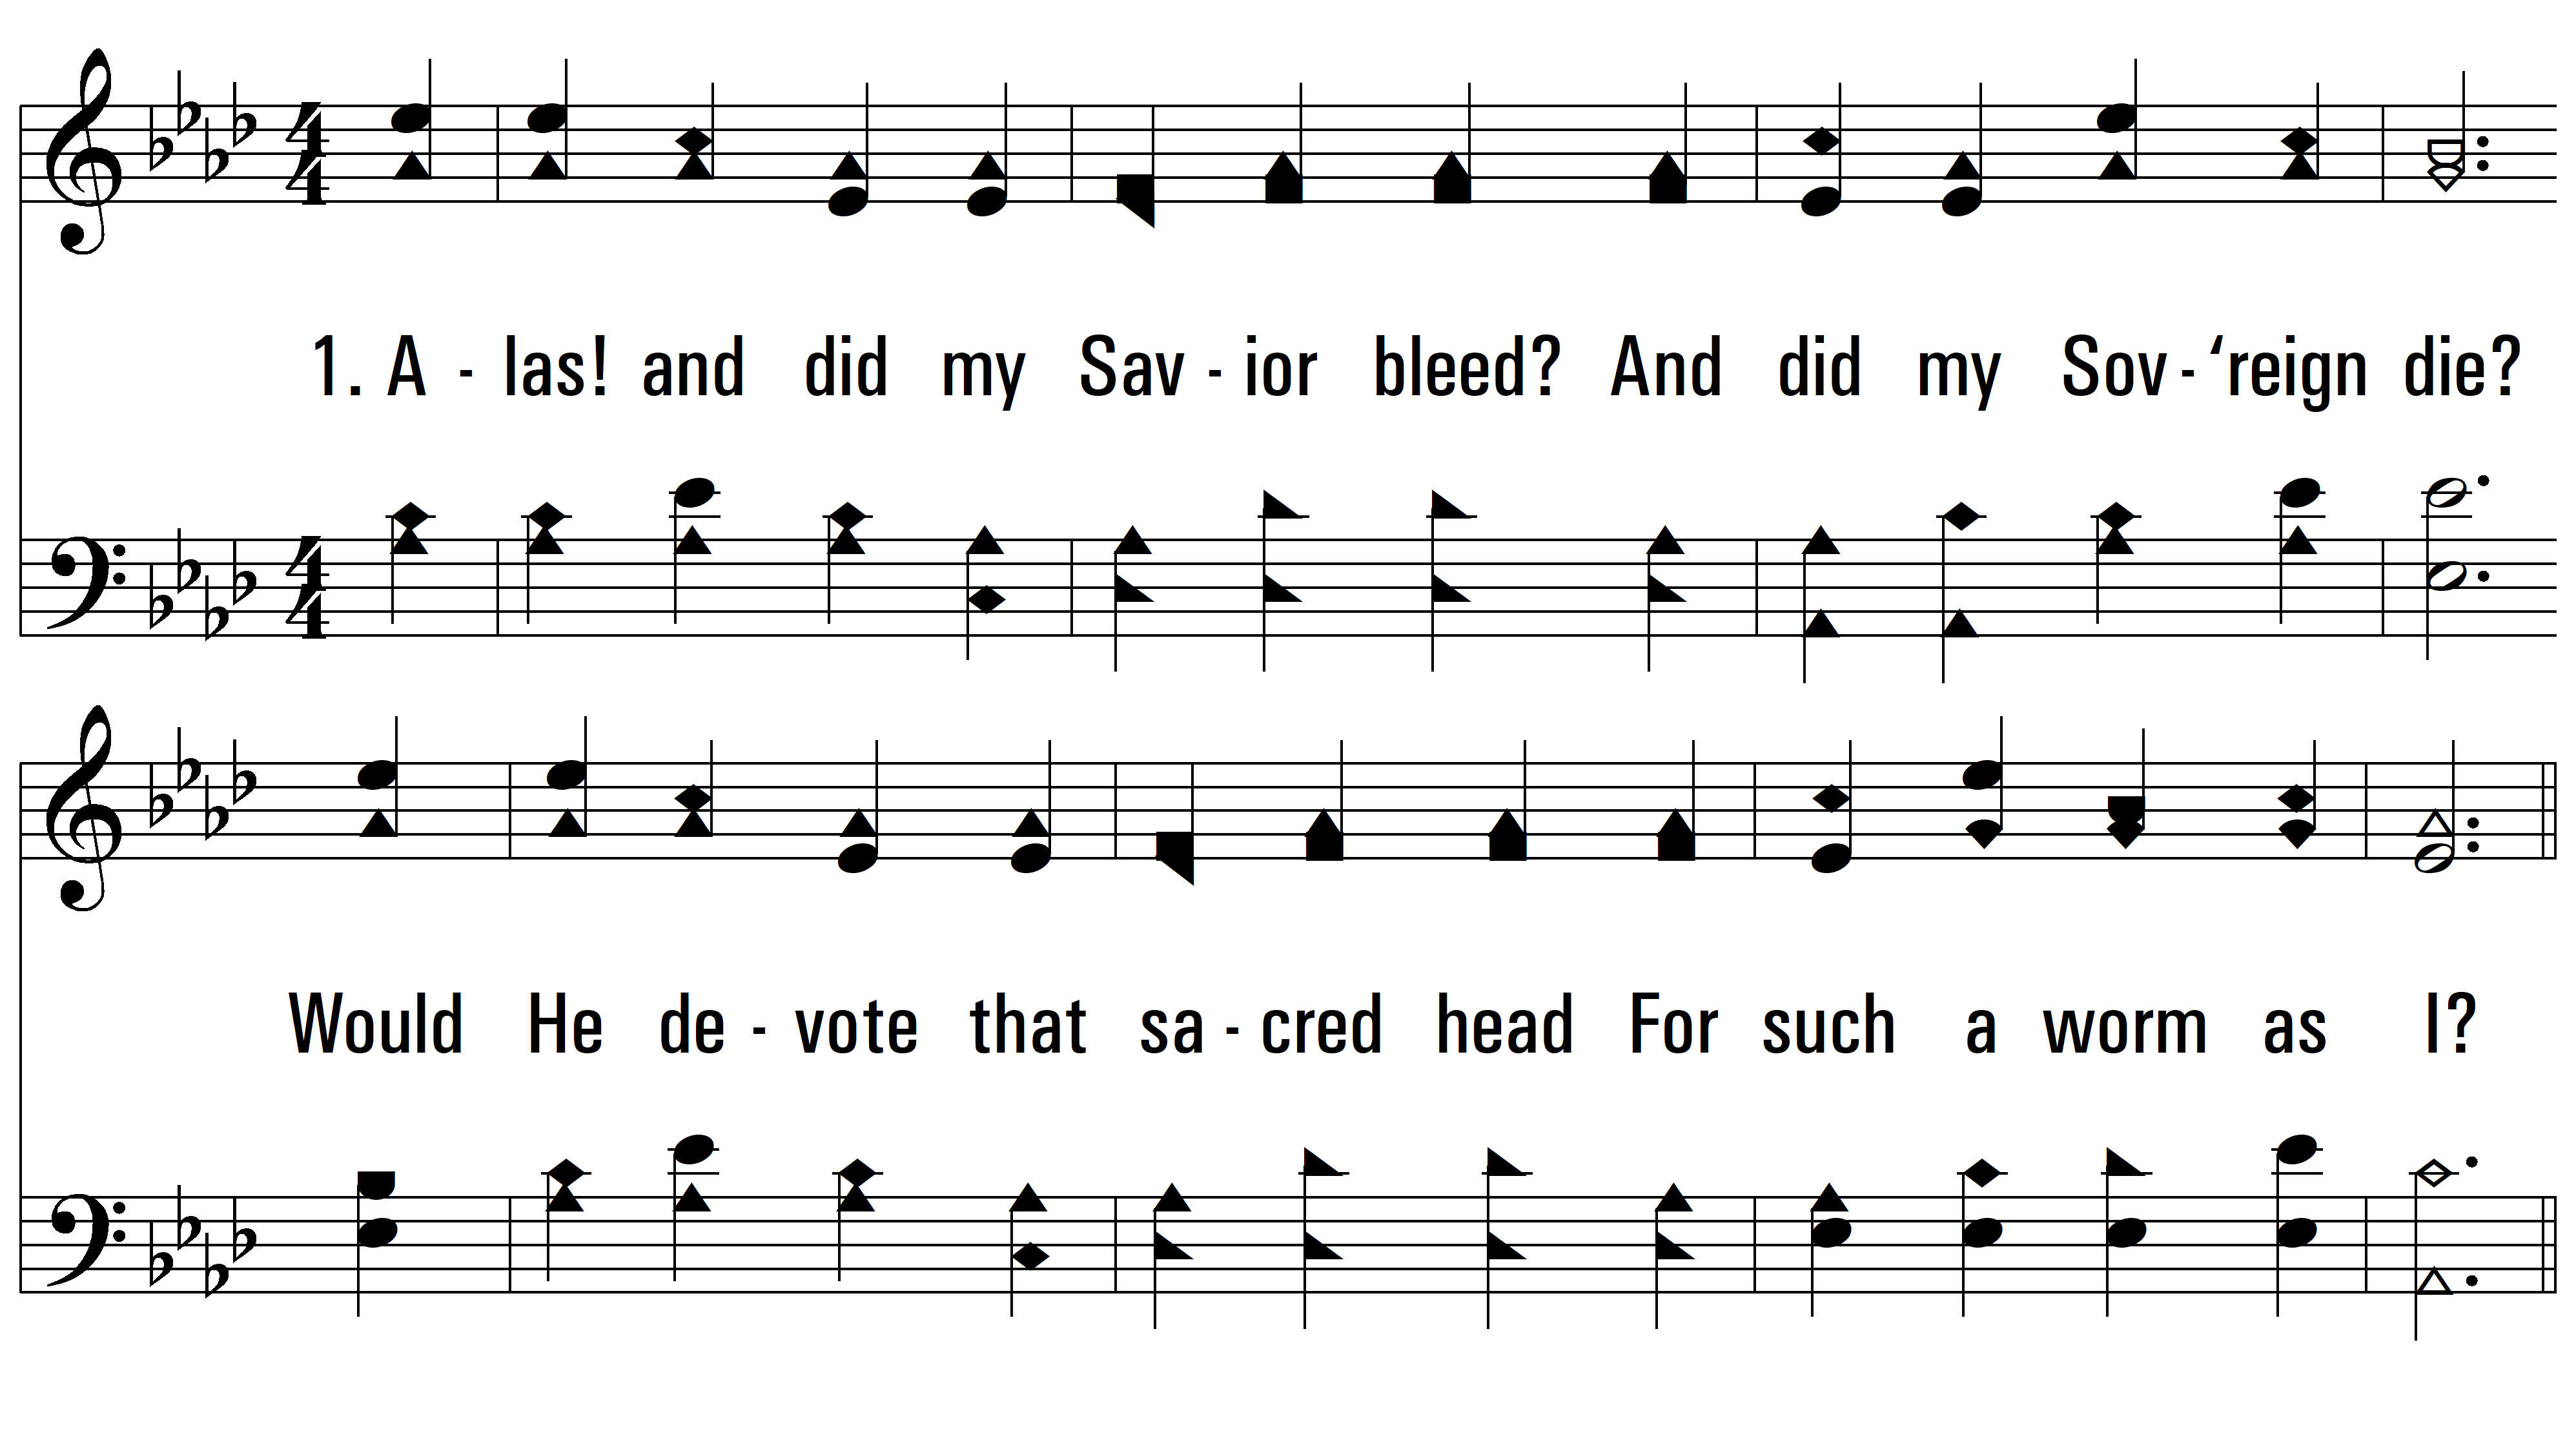 1. A - las! and did my Sav - ior bleed? And did my Sov - ‘reign die?
Would He de - vote that sa - cred head For such a worm as I?